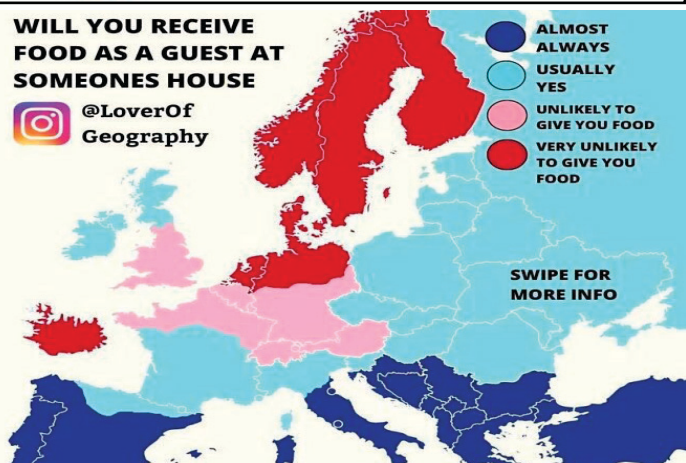 WILL YOU RECEIVE
FOOD AS A GUEST AT
SOMEONES HOUSE
@LoverOf
Geography
ALMOST
ALWAYS
USUALLY
YES
UNLIKELY TO
GIVE YOU FOOD
VERY UNLIKELY
TO GIVE YOU
FOOD
SWIPE FOR
MORE INFO